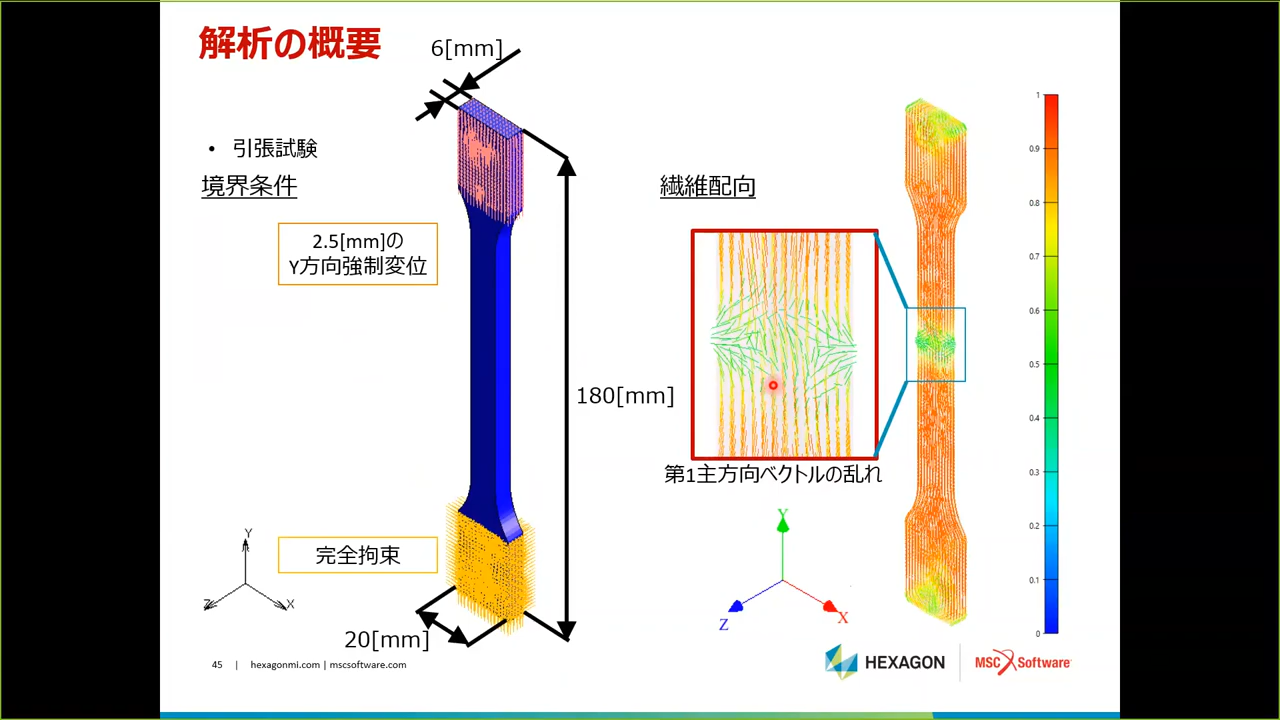 解析の概要
6[mm]
• 引張試験
境界条件
2.5[mm]の
Y方向強制変位
180[mm]
完全拘束
20[mm]
Y
Z
X
繊維配向
第1主方向ベクトルの乱れ
Y
Z
X
1
0.9
0.8
0.7
0.6
0.5
0.4
0.3
0.2
0.1
0
45 | hexagonmi.com | mscsoftware.com
HEXAGON
MSC Software